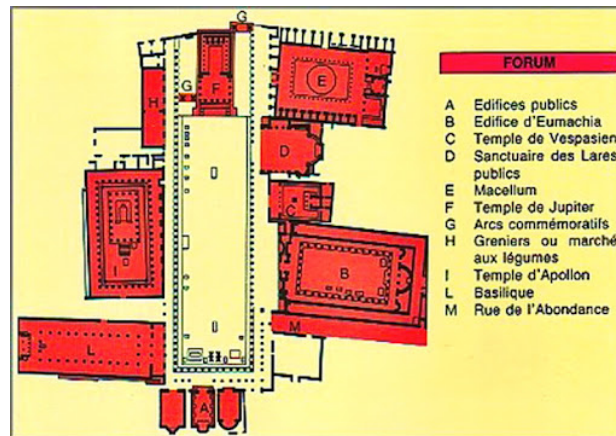 FORUM
A Edifices publics
B Edifice d'Eumachia
C Temple de Vespasien
D Sanctuaire des Lares
publics
E Macellum
F Temple de Jupiter
G Arcs commémoratifs
H Greniers ou marché
aux légumes
I Temple d'Apollon
L Basilique
M Rue de l'Abondance
G
E
H
G
F
D
C
I
B
M
L
A